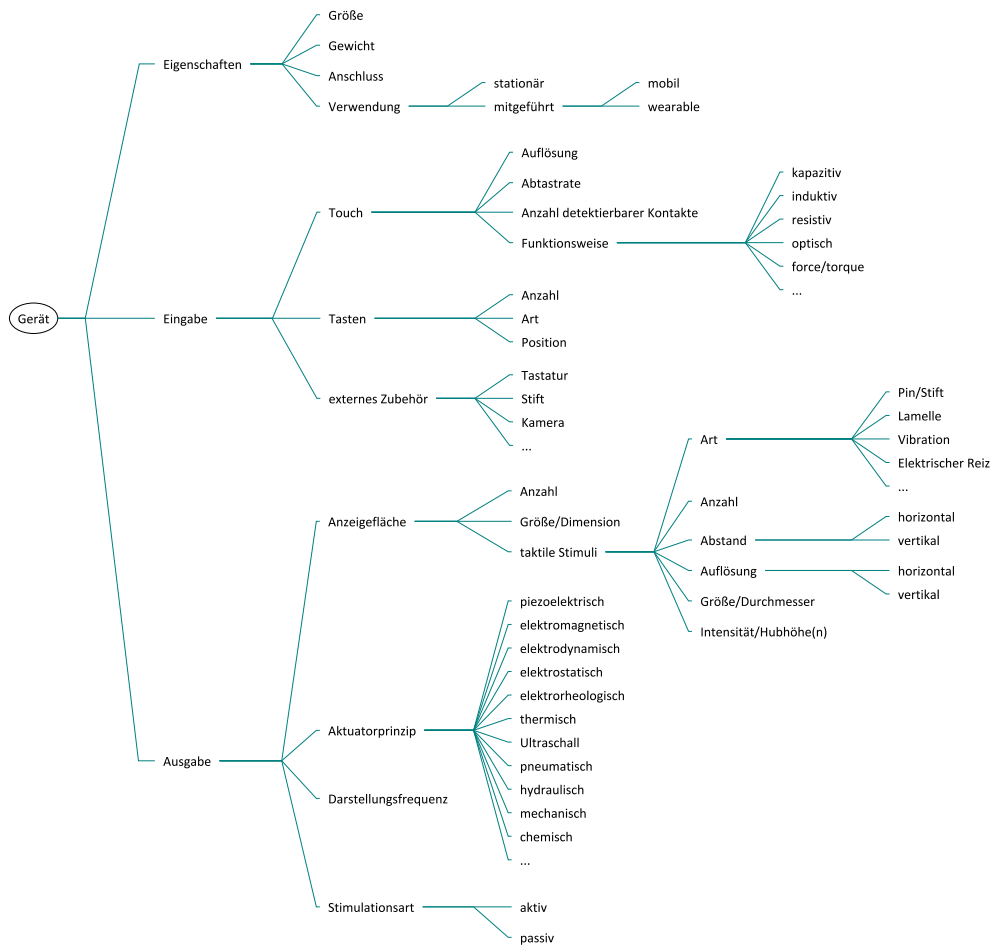 Gerät
Eigenschaften
Größe
Gewicht
Anschluss
Verwendung
stationär
mitgeführt
mobil
wearable
Eingabe
Touch
Auflösung
Abtastrate
Anzahl detektierbarer Kontakte
Funktionsweise
kapazitiv
induktiv
resistiv
optisch
force/torque
...
Tasten
Anzahl
Art
Position
externes Zubehör
Tastatur
Stift
Kamera
...
Ausgabe
Anzeigefläche
Anzahl
Größe/Dimension
taktile Stimuli
Art
Pin/Stift
Lamelle
Vibration
Elektrischer Reiz
...
Anzahl
Abstand
horizontal
vertikal
Auflösung
horizontal
vertikal
Größe/Durchmesser
Intensität/Hubhöhe(n)
Aktuatorprinzip
piezoelektrisch
elektromagnetisch
elektrodynamisch
elektrostatisch
elektrorheologisch
thermisch
Ultraschall
pneumatisch
hydraulisch
mechanisch
chemisch
...
Darstellungsfrequenz
Stimulationsart
aktiv
passiv